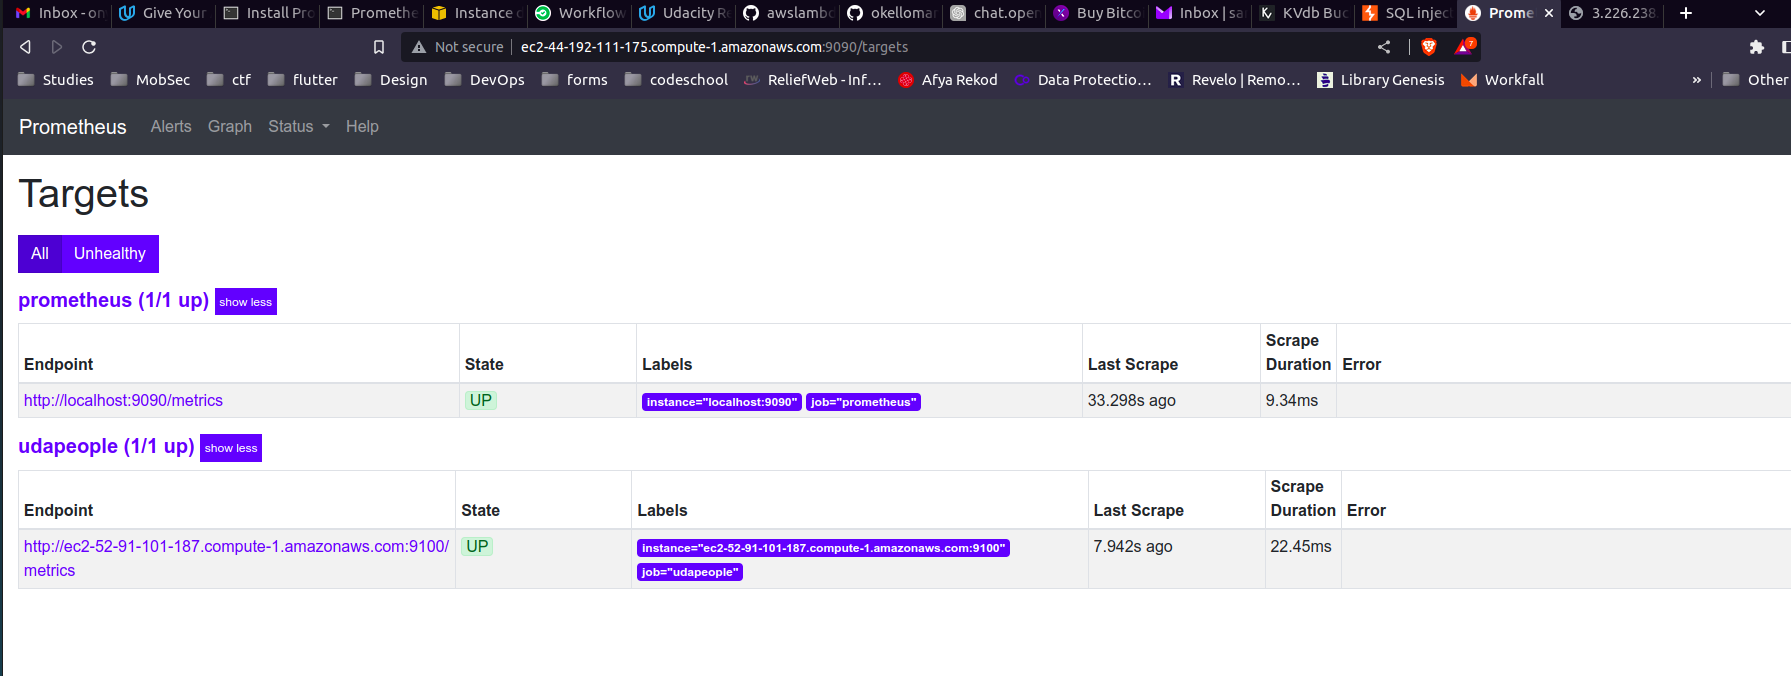 Inbox - on Give Your Install Pro Promethe Instance Workflow Udacity Re awslamb okelloma chat.oper Buy Bitco Inbox | sa KVdb Buc SQL inject Prome 3.226.238.
Not secure ec2-44-192-111-175.compute-1.amazonaws.com:9090/targets 7
Studies MobSec ctf flutter Design DevOps forms codeschool ReliefWeb - Inf... Afya Rekod Data Protectio... Revelo | Remo... Library Genesis Workfall » Other
Prometheus Alerts Graph Status Help
Targets
All Unhealthy
prometheus (1/1 up) show less
Endpoint State Labels Last Scrape Scrape Duration Error
http://localhost:9090/metrics UP instance="localhost:9090" job="prometheus" 33.298s ago 9.34ms
udapeople (1/1 up) show less
Endpoint State Labels Last Scrape Scrape Duration Error
http://ec2-52-91-101-187.compute-1.amazonaws.com:9100/ UP instance="ec2-52-91-101-187.compute-1.amazonaws.com:9100" 7.942s ago 22.45ms
metrics job="udapeople"